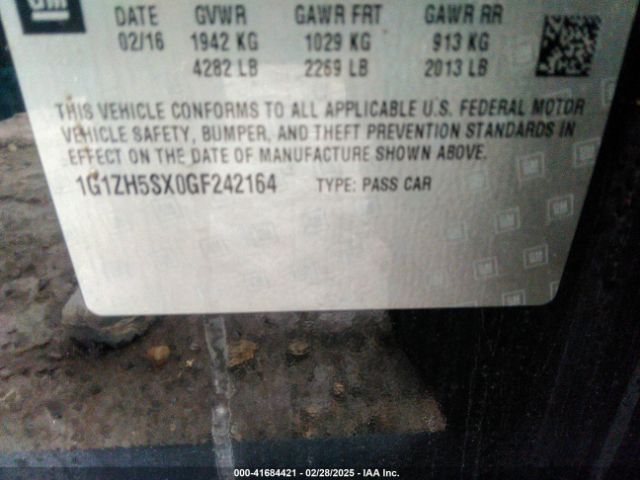 GM
DATE GVWR GAWR FRT GAWR RR
02/16 1942 KG 1029 KG 913 KG
4282 LB 2269 LB 2013 LB
THIS VEHICLE CONFORMS TO ALL APPLICABLE U.S. FEDERAL MOTOR
VEHICLE SAFETY, BUMPER, AND THEFT PREVENTION STANDARDS IN
EFFECT ON THE DATE OF MANUFACTURE SHOWN ABOVE.
1G1ZH5SX0GF242164 TYPE: PASS CAR
000-41684421 - 02/28/2025 - IAA Inc.